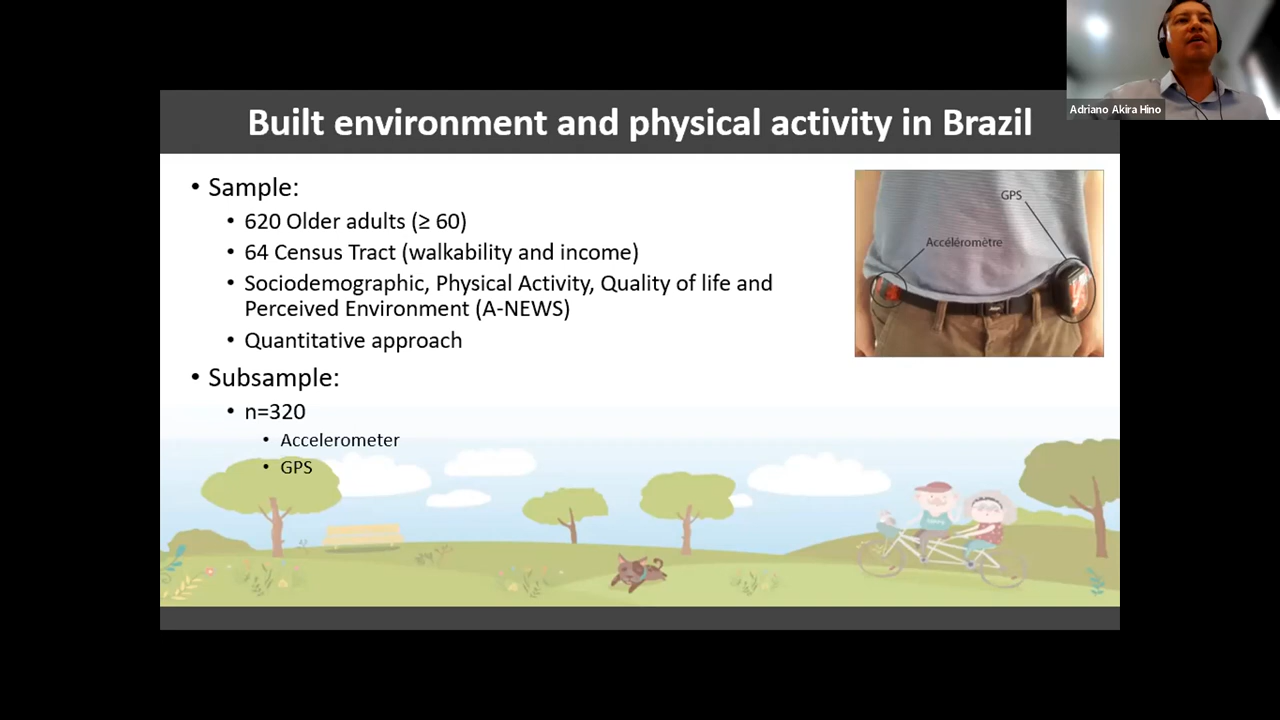 Adriano Akira Hino
Built environment and physical activity in Brazil
• Sample:
• 620 Older adults (≥ 60)
• 64 Census Tract (walkability and income)
• Sociodemographic, Physical Activity, Quality of life and
Perceived Environment (A-NEWS)
• Quantitative approach
• Subsample:
• n=320
• Accelerometer
• GPS
GPS
Accéléromètre